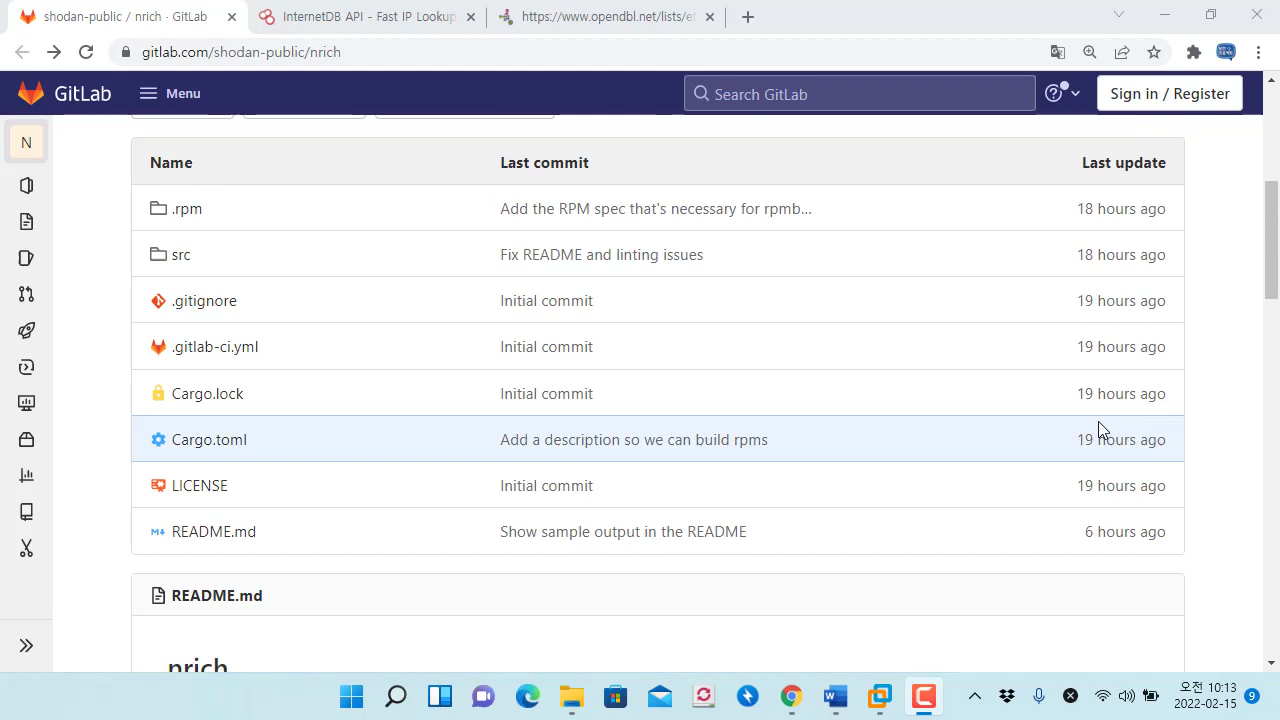 shodan-public / nrich · GitLab
InternetDB API - Fast IP Lookup
https://www.opendbl.net/lists/et
gitlab.com/shodan-public/nrich
GitLab
Menu
Search GitLab
Sign in / Register
N
Name Last commit Last update
.rpm Add the RPM spec that's necessary for rpmb... 18 hours ago
src Fix README and linting issues 18 hours ago
.gitignore Initial commit 19 hours ago
.gitlab-ci.yml Initial commit 19 hours ago
Cargo.lock Initial commit 19 hours ago
Cargo.toml Add a description so we can build rpms 19 hours ago
LICENSE Initial commit 19 hours ago
README.md Show sample output in the README 6 hours ago
README.md
nrich
오전 10:13
2022-02-15
9